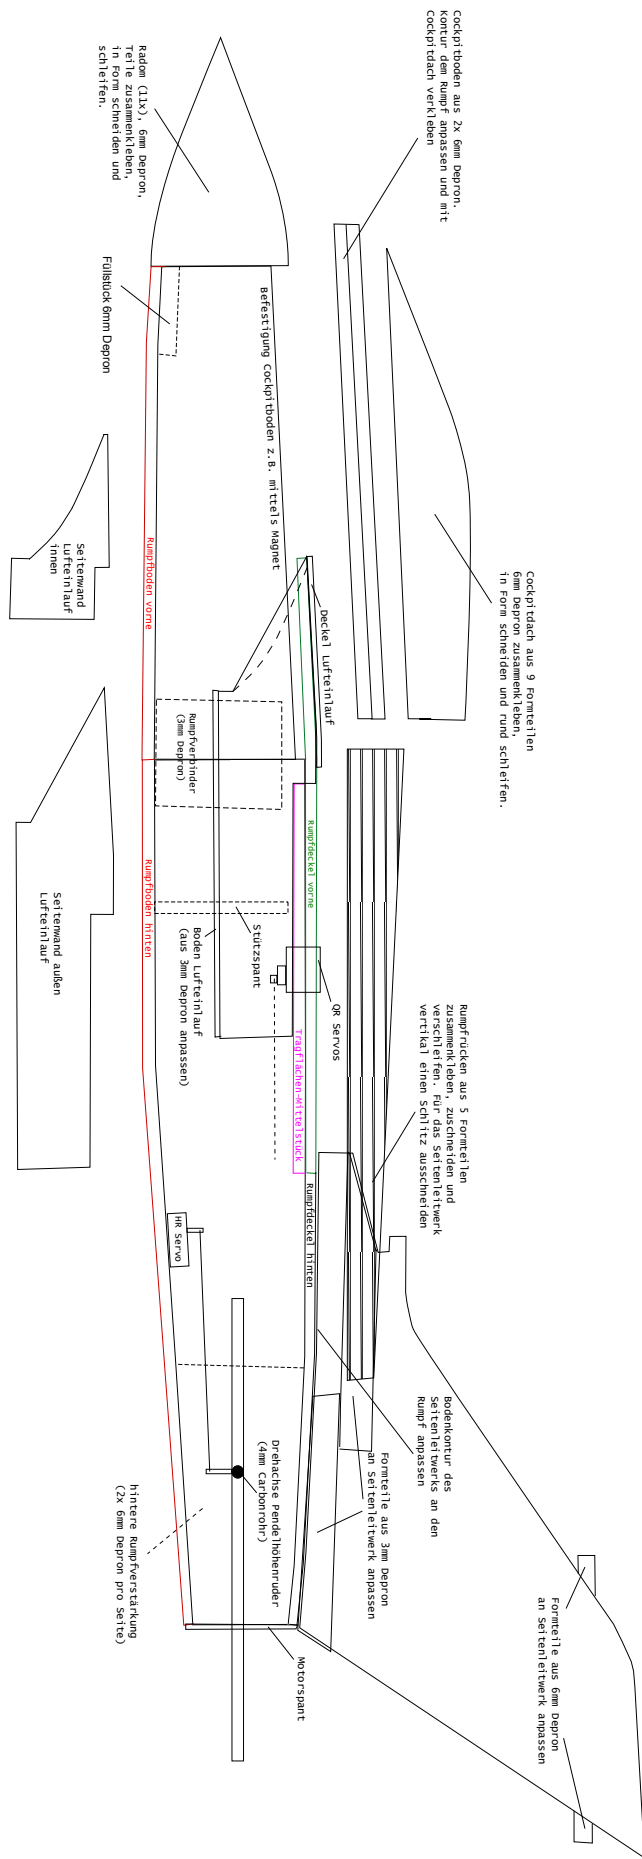 Cockpitboden aus 2x 6mm Depron.
Kontur dem Rumpf anpassen und mit
Cockpitdach verkleben
Radom (11x), 6mm Depron,
Teile zusammenkleben,
in Form schneiden und
schleifen.
Füllstück 6mm Depron
Befestigung Cockpitboden z.B. mittels Magnet
Cockpitdach aus 9 Formteilen
6mm Depron zusammenkleben,
in Form schneiden und rund schleifen.
Seitenwand
Lufteinlauf
innen
Rumpfboden vorne
Deckel Lufteinlauf
Rumpfverbinder
(3mm Depron)
Rumpfdeckel vorne
Rumpfboden hinten
Seitenwand außen
Lufteinlauf
Stützspant
Boden Lufteinlauf
(aus 3mm Depron anpassen)
QR Servos
Tragflächen-Mittelstück
Rumpfrücken aus 5 Formteilen
zusammenkleben, zuschneiden und
verschleifen. Für das Seitenleitwerk
vertikal einen Schlitz ausschneiden
Rumpfdeckel hinten
HR Servo
Bodenkontur des
Seitenleitwerks an den
Rumpf anpassen
Formteile aus 3mm Depron
an Seitenleitwerk anpassen
Drehachse Pendelhöhenruder
(4mm Carbonrohr)
hintere Rumpfverstärkung
(2x 6mm Depron pro Seite)
Formteile aus 6mm Depron
an Seitenleitwerk anpassen
Motorspant